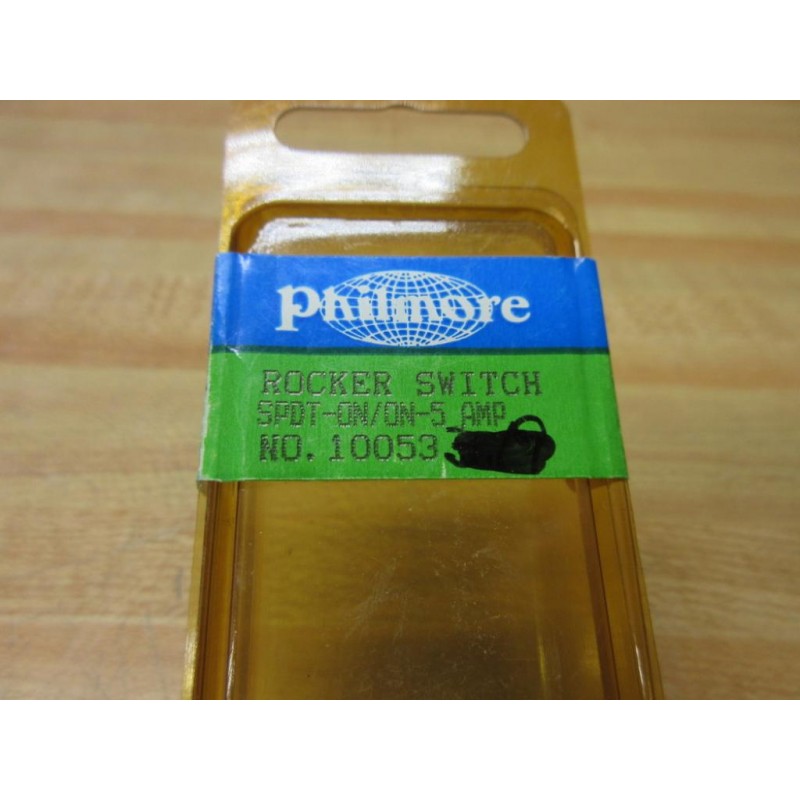 Philmore
ROCKER SWITCH
SPDT-ON/ON-5 AMP
NO. 10053